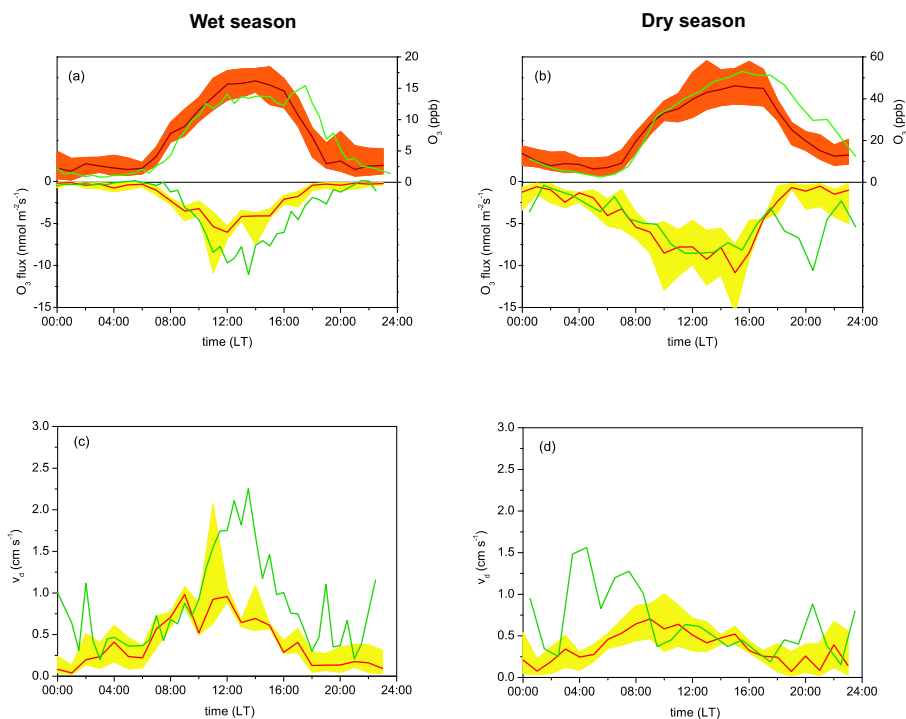 Wet season
Dry season
(a)
20
15
10
5
0
O₃ (ppb)
0
-5
-10
-15
O₃ flux (nmol m⁻²s⁻¹)
00:00 04:00 08:00 12:00 16:00 20:00 24:00
time (LT)
(b)
60
40
20
0
O₃ (ppb)
0
-5
-10
-15
O₃ flux (nmol m⁻²s⁻¹)
00:00 04:00 08:00 12:00 16:00 20:00 24:00
time (LT)
(c)
3.0
2.5
2.0
1.5
1.0
0.5
0.0
v_d (cm s⁻¹)
00:00 04:00 08:00 12:00 16:00 20:00 24:00
time (LT)
(d)
3.0
2.5
2.0
1.5
1.0
0.5
0.0
v_d (cm s⁻¹)
00:00 04:00 08:00 12:00 16:00 20:00 24:00
time (LT)